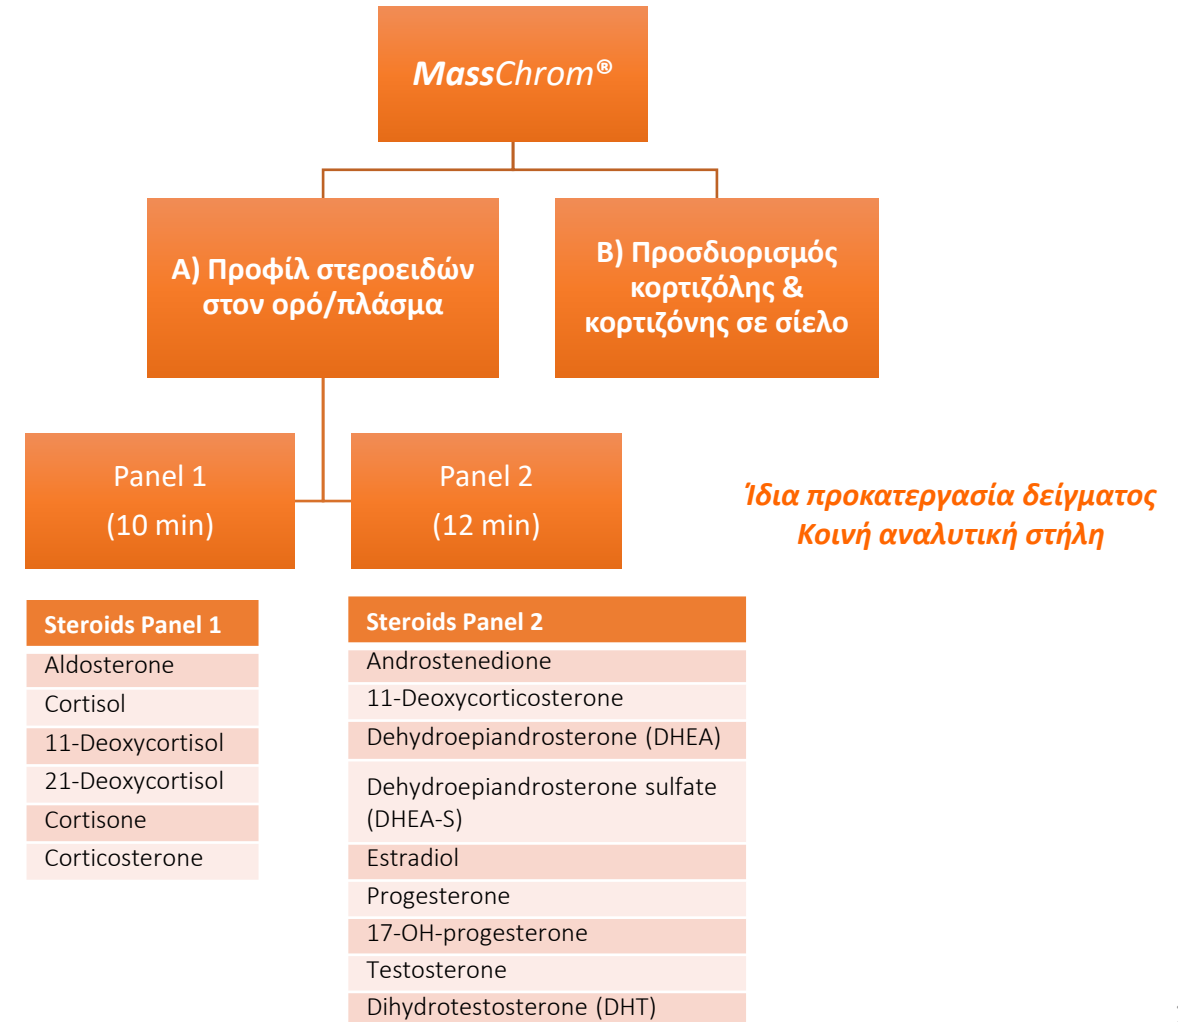 MassChrom®
Α) Προφίλ στεροειδών
στον ορό/πλάσμα
Β) Προσδιορισμός
κορτιζόλης &
κορτιζόνης σε σίελο
Panel 1
(10 min)
Panel 2
(12 min)
Ίδια προκατεργασία δείγματος
Κοινή αναλυτική στήλη
Steroids Panel 1
Aldosterone
Cortisol
11-Deoxycortisol
21-Deoxycortisol
Cortisone
Corticosterone
Steroids Panel 2
Androstenedione
11-Deoxycorticosterone
Dehydroepiandrosterone (DHEA)
Dehydroepiandrosterone sulfate
(DHEA-S)
Estradiol
Progesterone
17-OH-progesterone
Testosterone
Dihydrotestosterone (DHT)